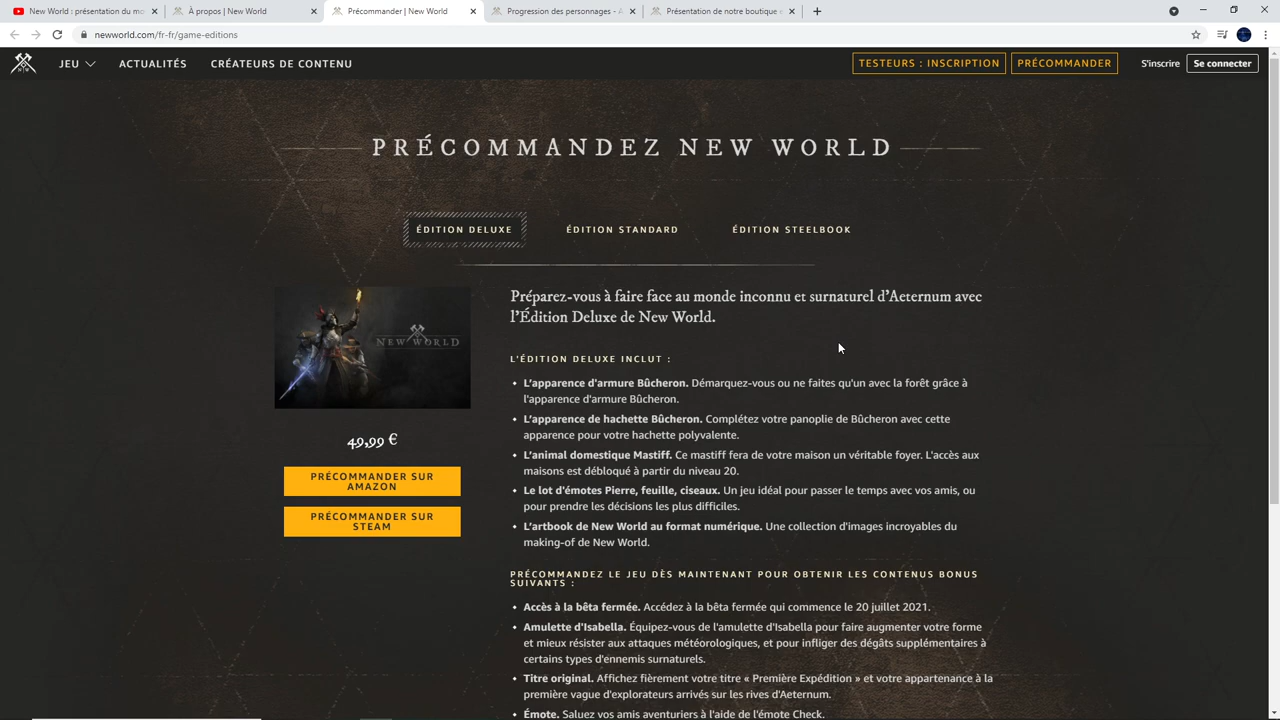 New World : présentation du mo
À propos | New World
Précommander | New World
Progression des personnages - A
Présentation de notre boutique e
newworld.com/fr-fr/game-editions
JEU
ACTUALITÉS
CRÉATEURS DE CONTENU
TESTEURS : INSCRIPTION
PRÉCOMMANDER
S'inscrire
Se connecter
PRÉCOMMANDEZ NEW WORLD
ÉDITION DELUXE
ÉDITION STANDARD
ÉDITION STEELBOOK
NEW WORLD
49,99 €
PRÉCOMMANDER SUR
AMAZON
PRÉCOMMANDER SUR
STEAM
Préparez-vous à faire face au monde inconnu et surnaturel d’Aeternum avec
l’Édition Deluxe de New World.
L'ÉDITION DELUXE INCLUT :
L’apparence d'armure Bûcheron. Démarquez-vous ou ne faites qu'un avec la forêt grâce à
l'apparence d'armure Bûcheron.
L’apparence de hachette Bûcheron. Complétez votre panoplie de Bûcheron avec cette
apparence pour votre hachette polyvalente.
L’animal domestique Mastiff. Ce mastiff fera de votre maison un véritable foyer. L'accès aux
maisons est débloqué à partir du niveau 20.
Le lot d'émotes Pierre, feuille, ciseaux. Un jeu idéal pour passer le temps avec vos amis, ou
pour prendre les décisions les plus difficiles.
L’artbook de New World au format numérique. Une collection d'images incroyables du
making-of de New World.
PRÉCOMMANDEZ LE JEU DÈS MAINTENANT POUR OBTENIR LES CONTENUS BONUS
SUIVANTS :
Accès à la bêta fermée. Accédez à la bêta fermée qui commence le 20 juillet 2021.
Amulette d'Isabella. Équipez-vous de l'amulette d'Isabella pour faire augmenter votre forme
et mieux résister aux attaques météorologiques, et pour infliger des dégâts supplémentaires à
certains types d'ennemis surnaturels.
Titre original. Affichez fièrement votre titre « Première Expédition » et votre appartenance à la
première vague d'explorateurs arrivés sur les rives d'Aeternum.
Émote. Saluez vos amis aventuriers à l'aide de l'émote Check.